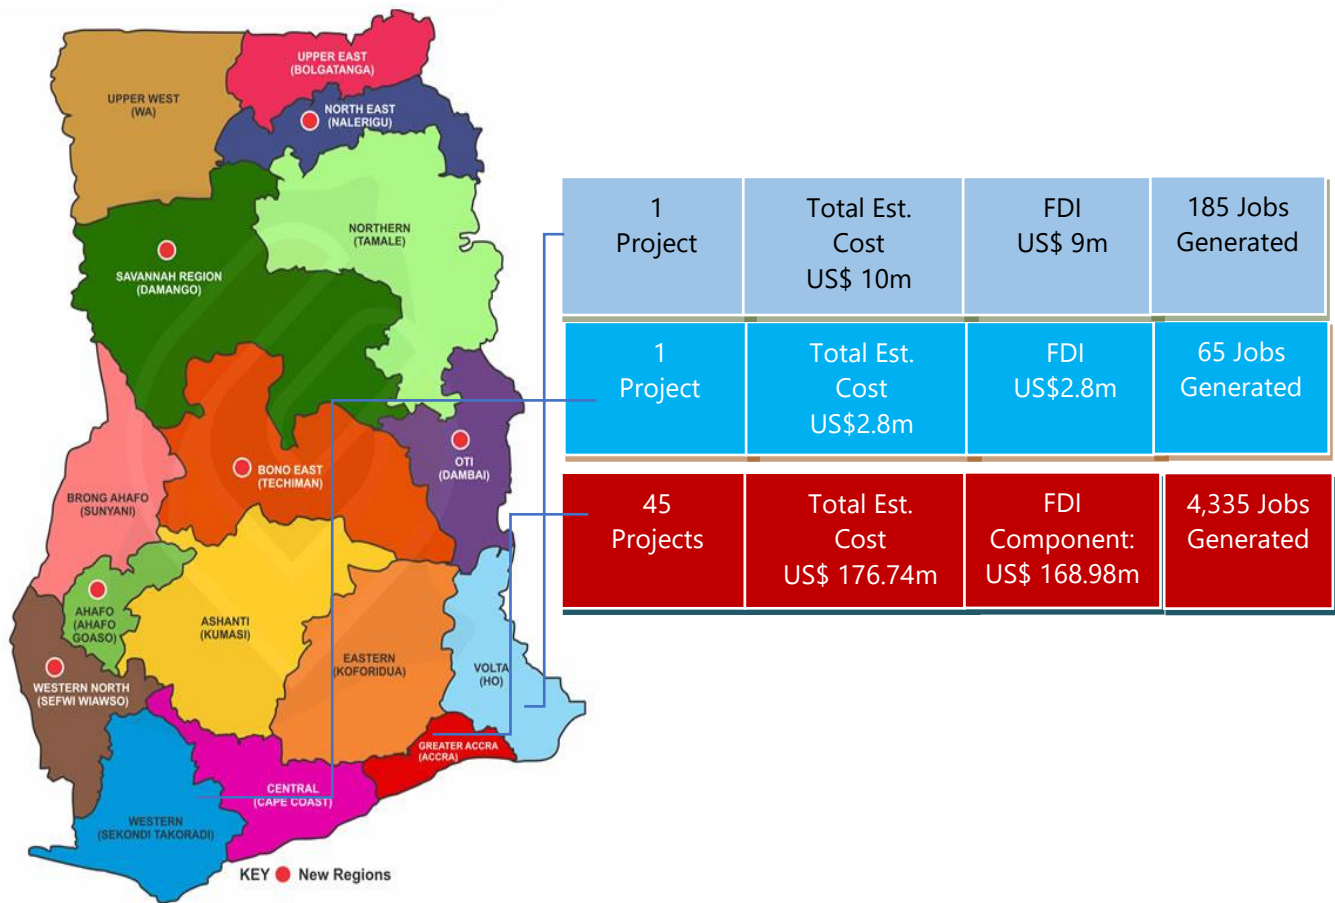 UPPER EAST
(BOLGATANGA)
UPPER WEST
(WA)
NORTH EAST
(NALERIGU)
NORTHERN
(TAMALE)
SAVANNAH REGION
(DAMANGO)
OTI
(DAMBAI)
BONO EAST
(TECHIMAN)
BRONG AHAFO
(SUNYANI)
AHAFO
(AHAFO
GOASO)
ASHANTI
(KUMASI)
EASTERN
(KOFORIDUA)
VOLTA
(HO)
WESTERN NORTH
(SEFWI WIAWSO)
GREATER ACCRA
(ACCRA)
CENTRAL
(CAPE COAST)
WESTERN
(SEKONDI TAKORADI)
KEY New Regions
1
Project
Total Est.
Cost
US$ 10m
FDI
US$ 9m
185 Jobs
Generated
1
Project
Total Est.
Cost
US$2.8m
FDI
US$2.8m
65 Jobs
Generated
45
Projects
Total Est.
Cost
US$ 176.74m
FDI
Component:
US$ 168.98m
4,335 Jobs
Generated